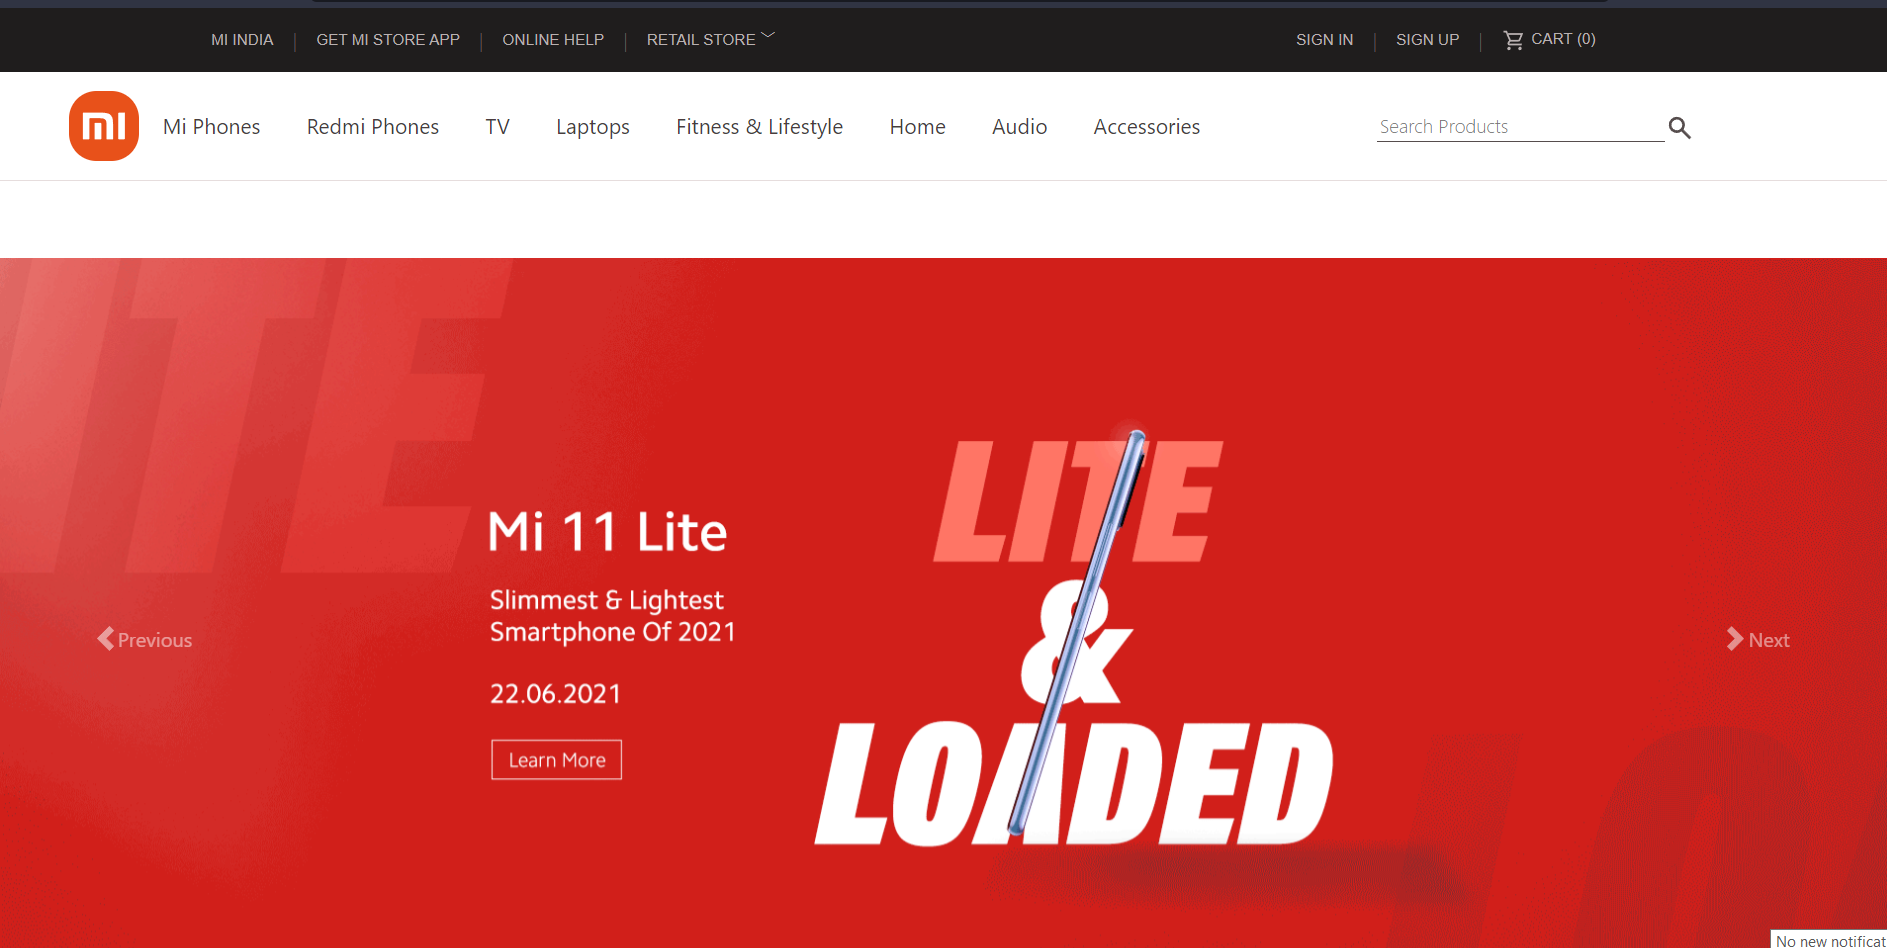 MI INDIA | GET MI STORE APP | ONLINE HELP | RETAIL STORE SIGN IN | SIGN UP | CART (0)
mi Mi Phones Redmi Phones TV Laptops Fitness & Lifestyle Home Audio Accessories Search Products
LITE
LITE
Mi 11 Lite
Slimmest & Lightest
Smartphone Of 2021
&
Previous
Next
22.06.2021
LOADED
Learn More
LO
No new notificat